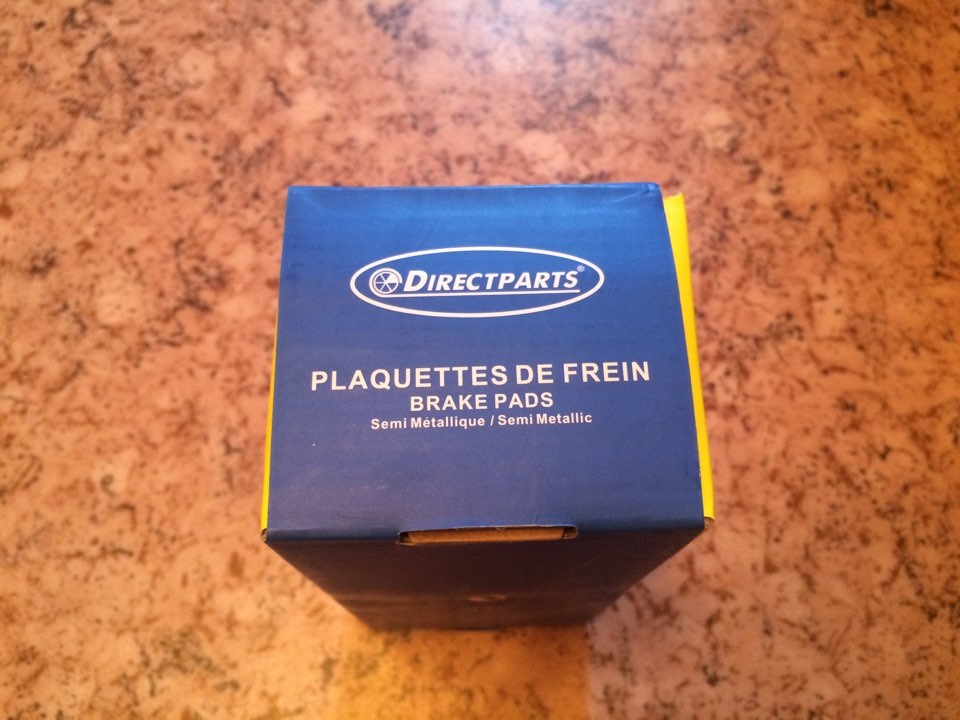 DIRECTPARTS®
PLAQUETTES DE FREIN
BRAKE PADS
Semi Métallique / Semi Metallic